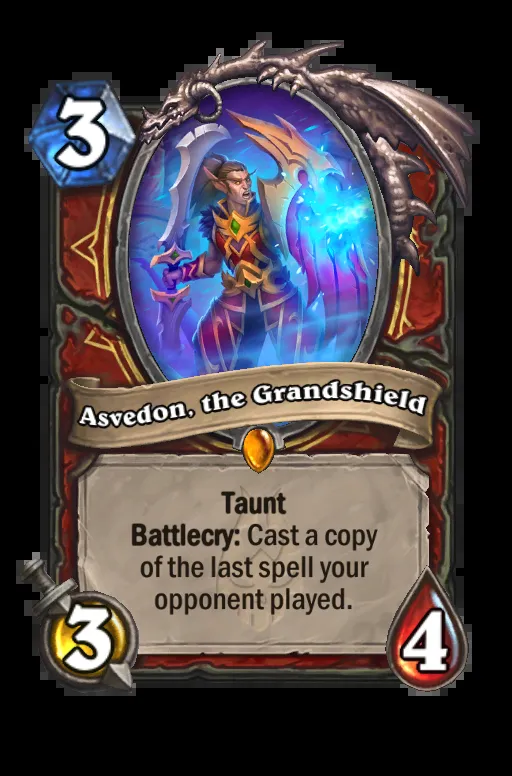 3
Asvedon, the Grandshield
Taunt
Battlecry: Cast a copy
of the last spell your
opponent played.
3
4